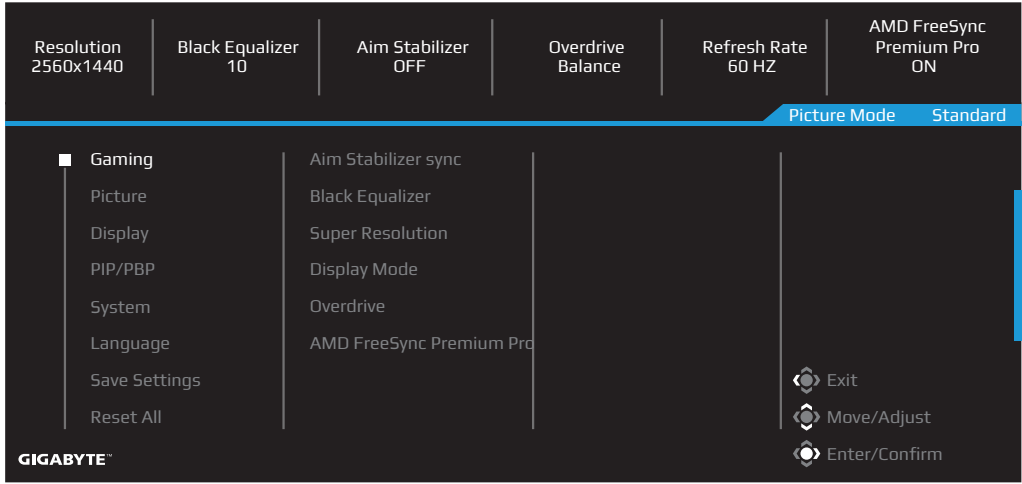 Resolution
2560x1440
Black Equalizer
10
Aim Stabilizer
OFF
Overdrive
Balance
Refresh Rate
60 HZ
AMD FreeSync
Premium Pro
ON
Picture Mode Standard
Gaming
Picture
Display
PIP/PBP
System
Language
Save Settings
Reset All
Aim Stabilizer sync
Black Equalizer
Super Resolution
Display Mode
Overdrive
AMD FreeSync Premium Pro
Exit
Move/Adjust
Enter/Confirm
GIGABYTE™